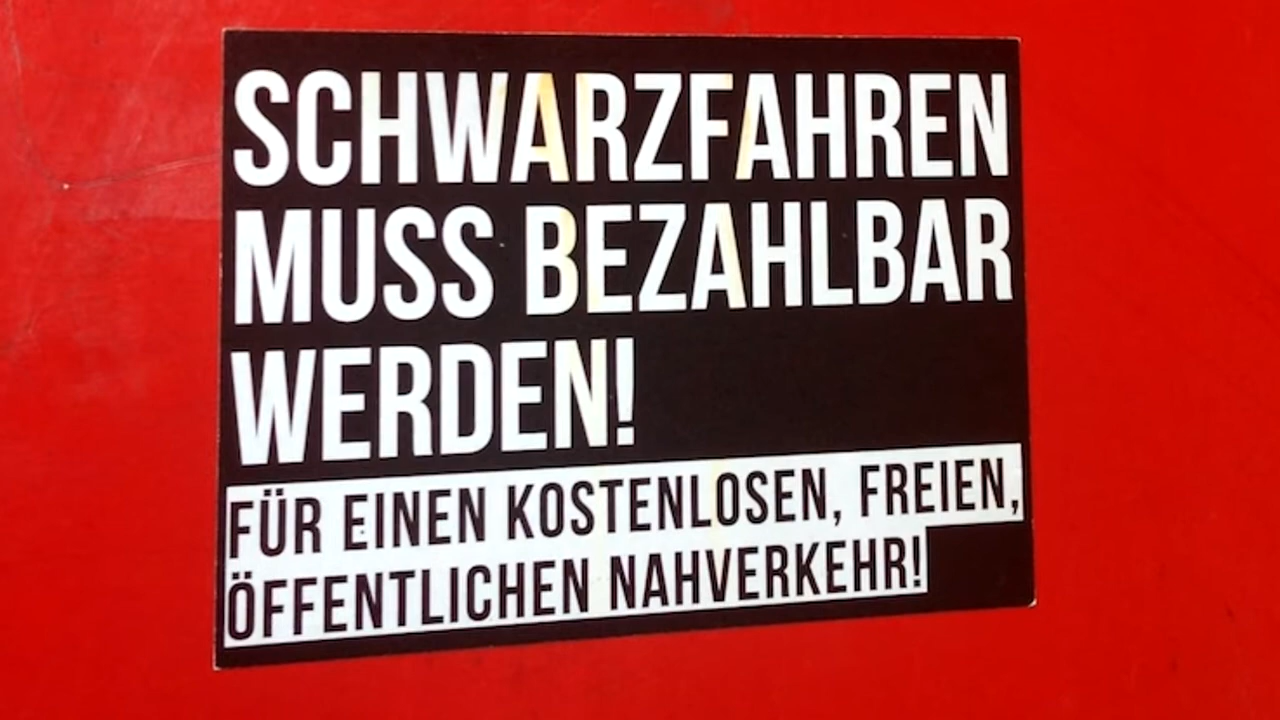 SCHWARZFAHREN
MUSS BEZAHLBAR
WERDEN!
FÜR EINEN KOSTENLOSEN, FREIEN,
ÖFFENTLICHEN NAHVERKEHR!